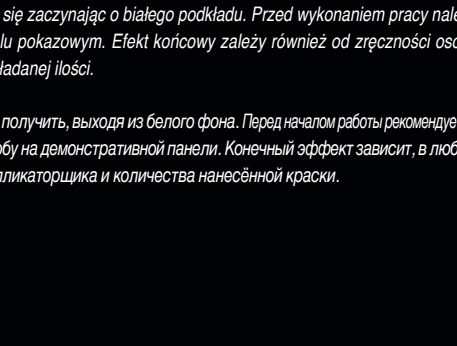 się zaczynając o białego podkładu. Przed wykonaniem pracy nale
lu pokazowym. Efekt końcowy zależy również od zręczności oso
ładanej ilości.
получить, выходя из белого фона. Перед началом работы рекомендуе
обу на демонстративной панели. Конечный эффект зависит, в люб
пликаторщика и количества нанесённой краски.